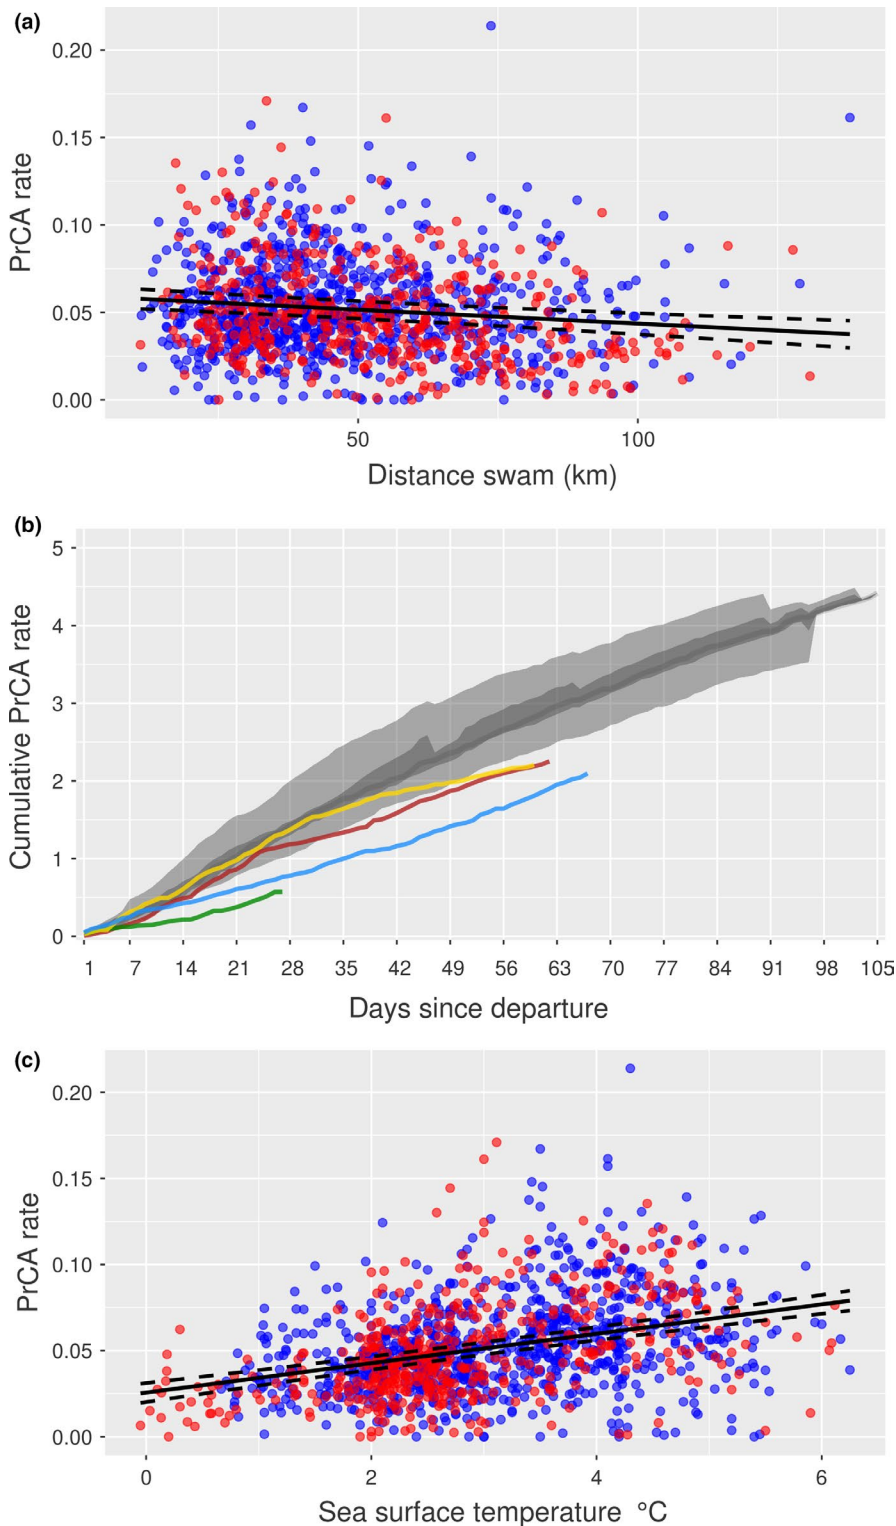 (a)
PrCA rate
0.20
0.15
0.10
0.05
0.00
50 100
Distance swam (km)
(b)
Cumulative PrCA rate
5
4
3
2
1
0
1 7 14 21 28 35 42 49 56 63 70 77 84 91 98 105
Days since departure
(c)
PrCA rate
0.20
0.15
0.10
0.05
0.00
0 2 4 6
Sea surface temperature °C